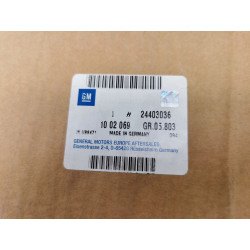 GM
1 # 24403036
10 02 069 GR.05.803
MADE IN GERMANY
GENERAL MOTORS EUROPE AFTERSALES